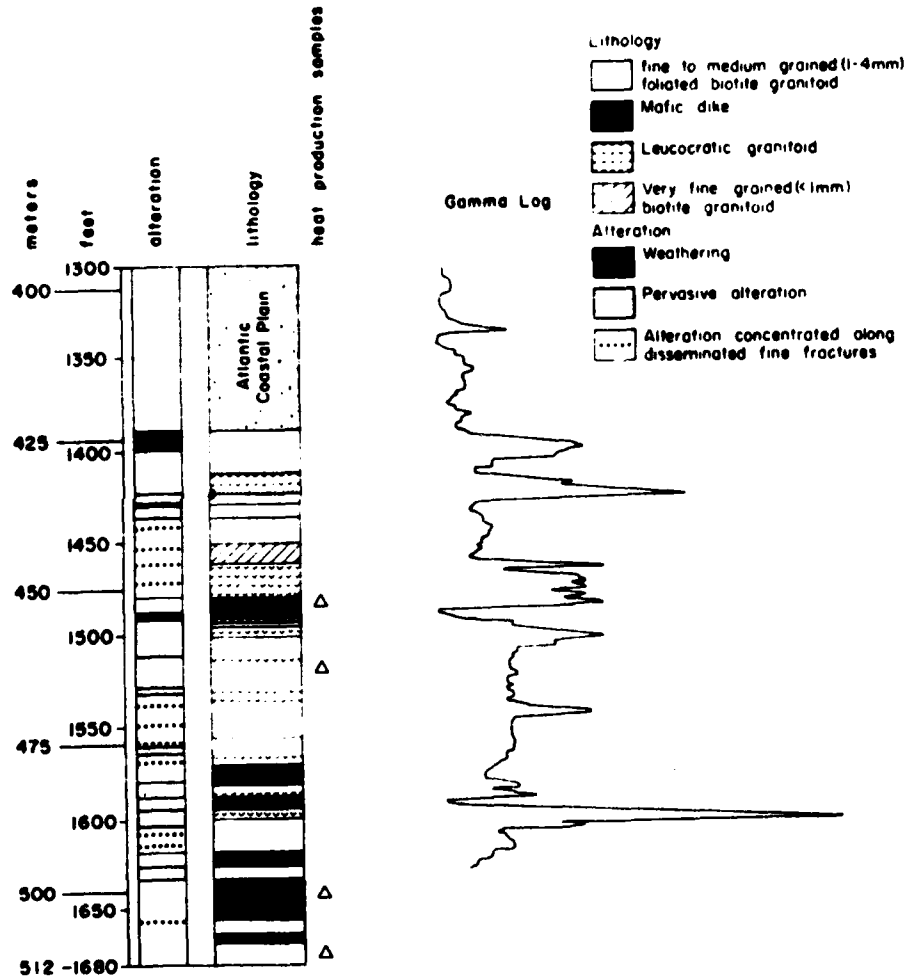 meters
feet
alteration
lithology
heat production samples
Gamma Log
Lithology
fine to medium grained (1-4mm)
foliated biotite granitoid
Mafic dike
Leucocratic granitoid
Very fine grained (<1mm)
biotite granitoid
Alteration
Weathering
Pervasive alteration
Alteration concentrated along
disseminated fine fractures
1300
400
1350
Atlantic
Coastal Plain
425
1400
1450
450
1500
1550
475
1600
500
1650
512 -1680